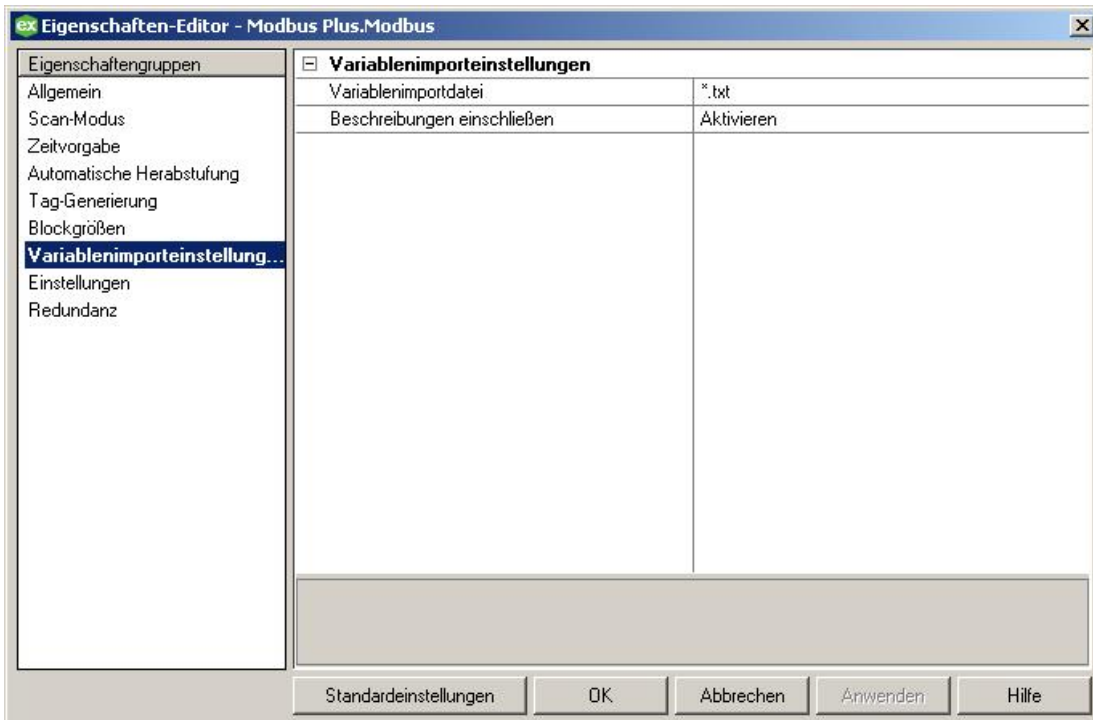 ex Eigenschaften-Editor - Modbus Plus.Modbus
Eigenschaftengruppen
Allgemein
Scan-Modus
Zeitvorgabe
Automatische Herabstufung
Tag-Generierung
Blockgrößen
Variablenimporteinstellung...
Einstellungen
Redundanz
Variablenimporteinstellungen
Variablenimportdatei *.txt
Beschreibungen einschließen Aktivieren
Standardeinstellungen OK Abbrechen Anwenden Hilfe